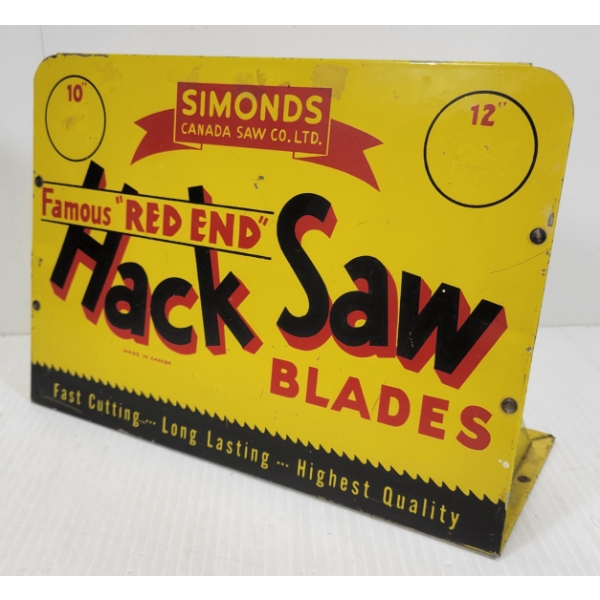 10"
12"
SIMONDS
CANADA SAW CO. LTD.
Famous "RED END"
Hack Saw
BLADES
MADE IN CANADA
Fast Cutting... Long Lasting... Highest Quality